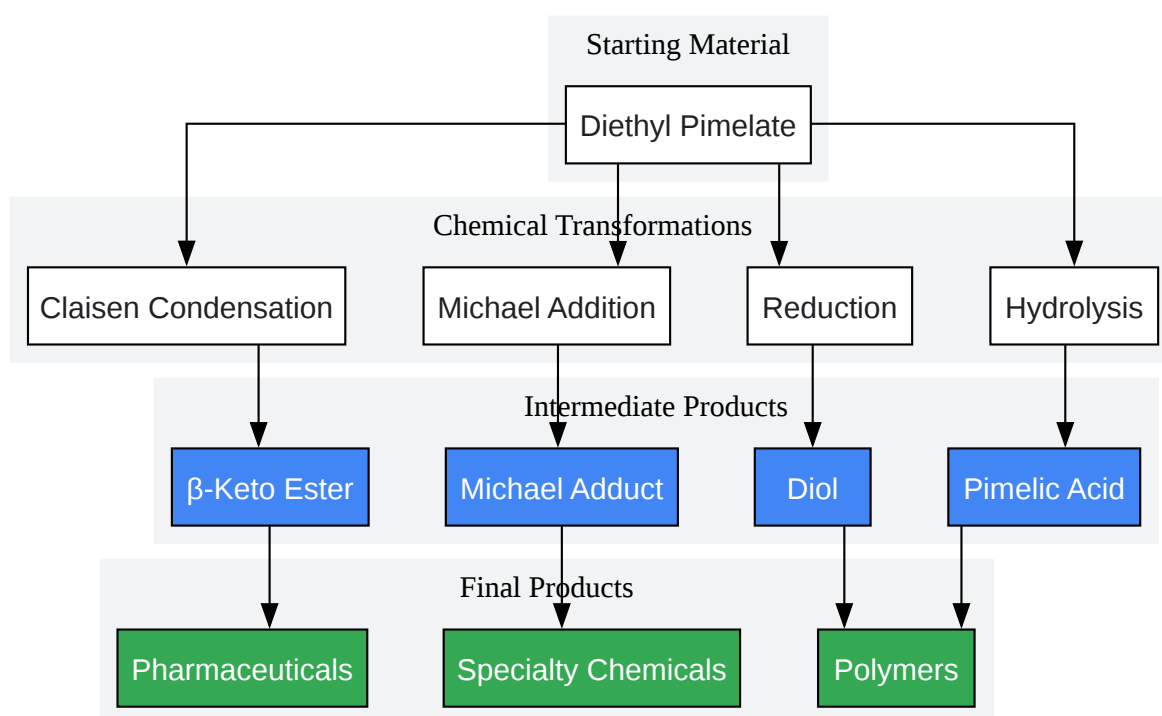 Starting Material
Diethyl Pimelate
Chemical Transformations
Claisen Condensation
Michael Addition
Reduction
Hydrolysis
Intermediate Products
β-Keto Ester
Michael Adduct
Diol
Pimelic Acid
Final Products
Pharmaceuticals
Specialty Chemicals
Polymers